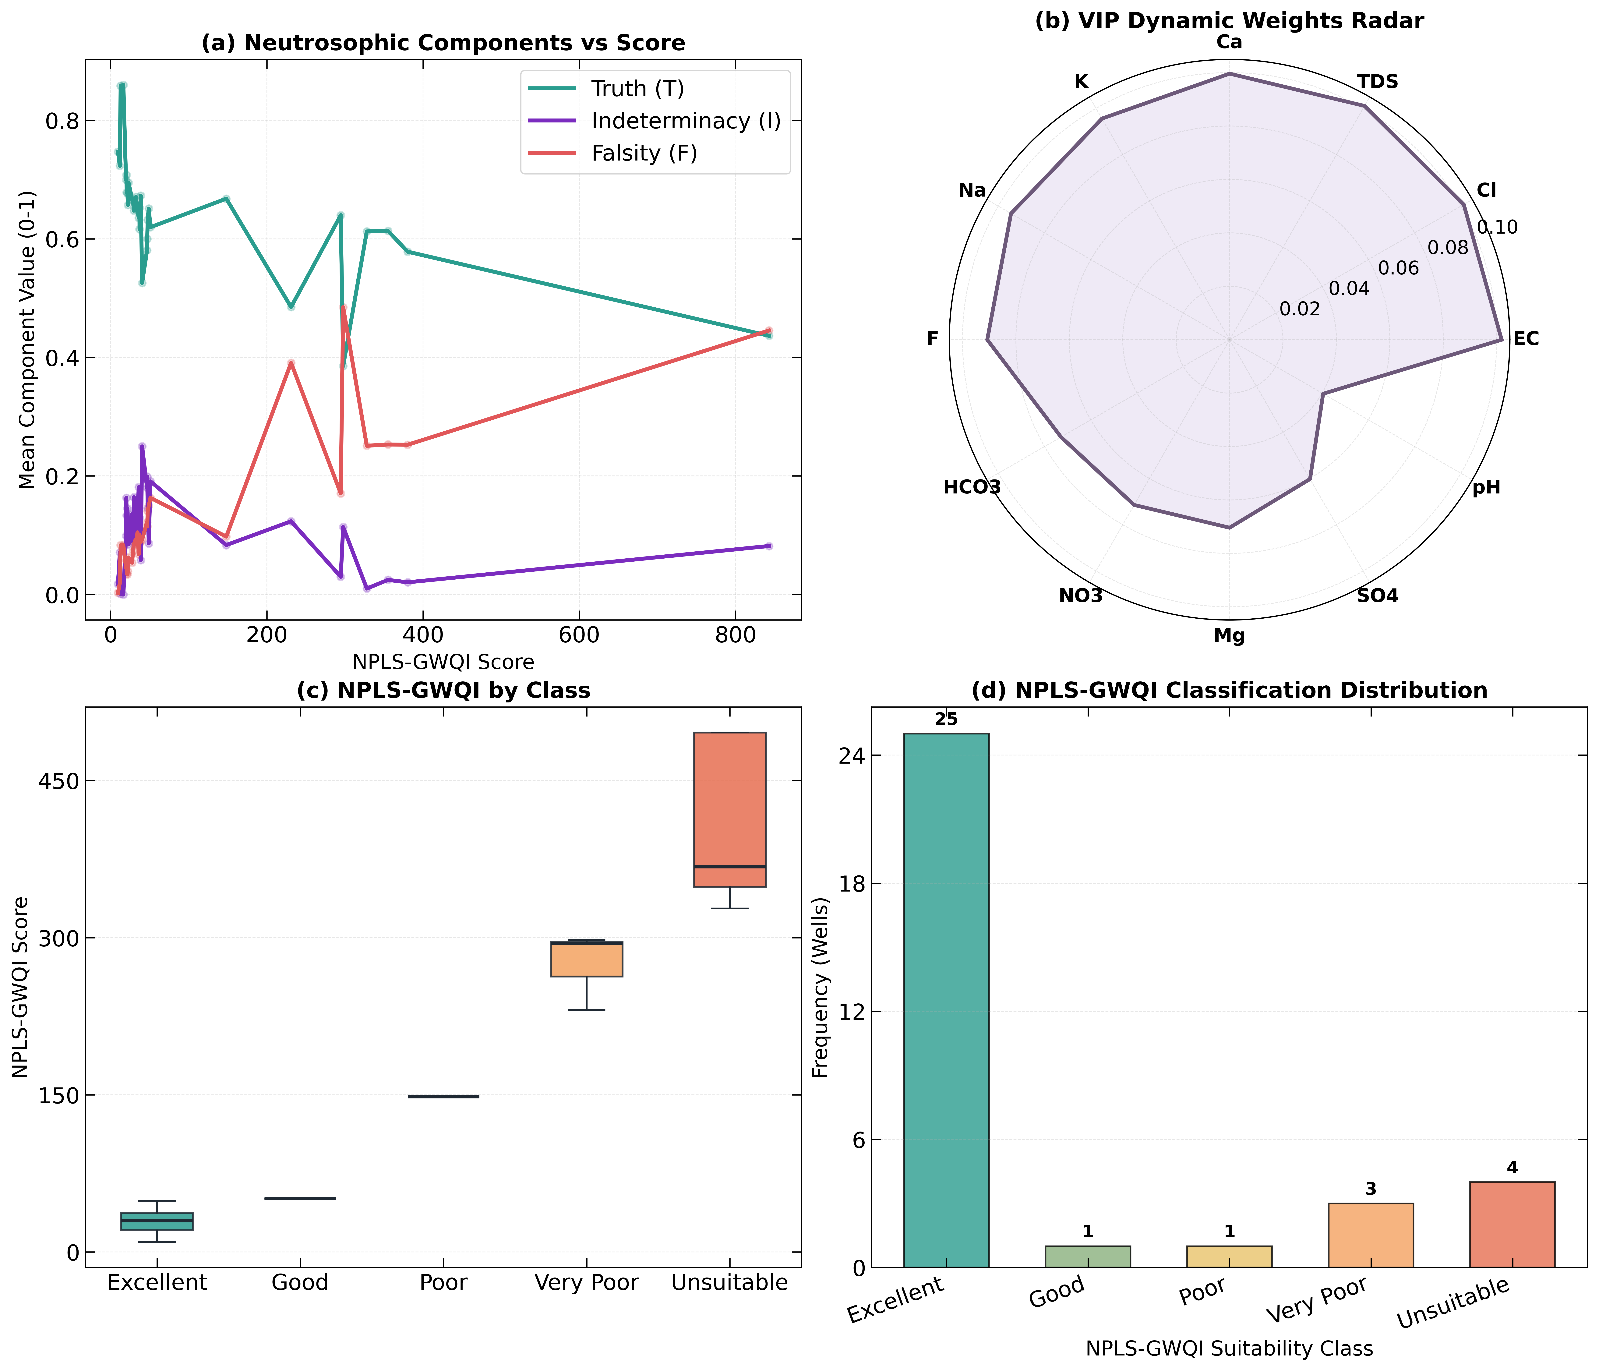 (a) Neutrosophic Components vs Score
Mean Component Value (0-1)
0.8
0.6
0.4
0.2
0.0
Truth (T)
Indeterminacy (I)
Falsity (F)
0 200 400 600 800
NPLS-GWQI Score
(b) VIP Dynamic Weights Radar
Ca
K
TDS
Na
Cl
0.10
0.08
0.06
0.04
0.02
F
EC
HCO3
pH
NO3
SO4
Mg
(c) NPLS-GWQI by Class
NPLS-GWQI Score
450
300
150
0
Excellent Good Poor Very Poor Unsuitable
(d) NPLS-GWQI Classification Distribution
Frequency (Wells)
24
18
12
6
0
25
1
1
3
4
Excellent Good Poor Very Poor Unsuitable
NPLS-GWQI Suitability Class